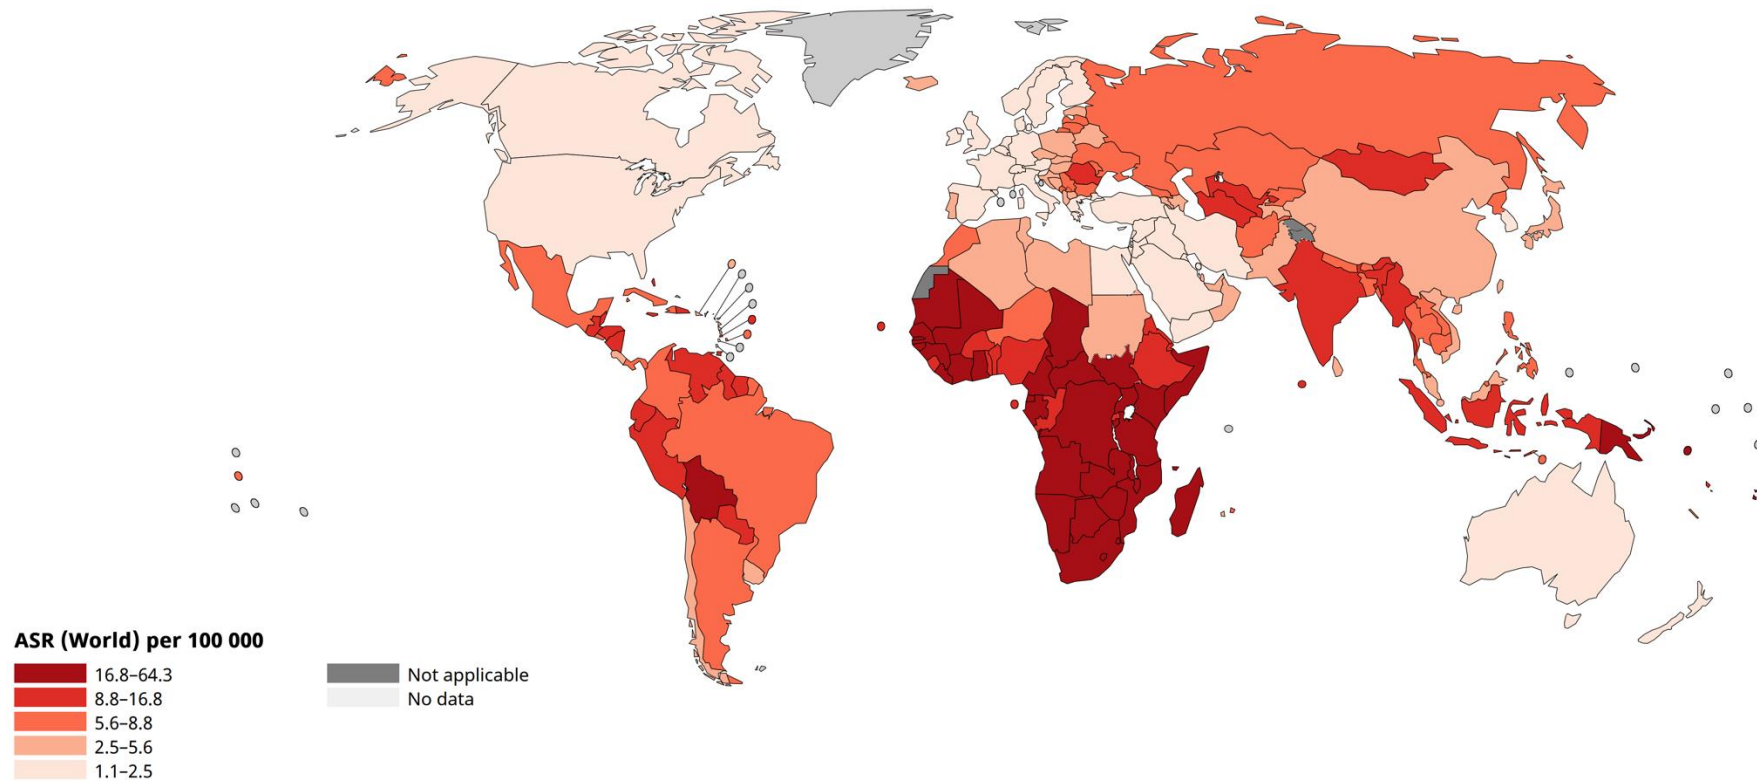 ASR (World) per 100 000
16.8–64.3
8.8–16.8
5.6–8.8
2.5–5.6
1.1–2.5
Not applicable
No data